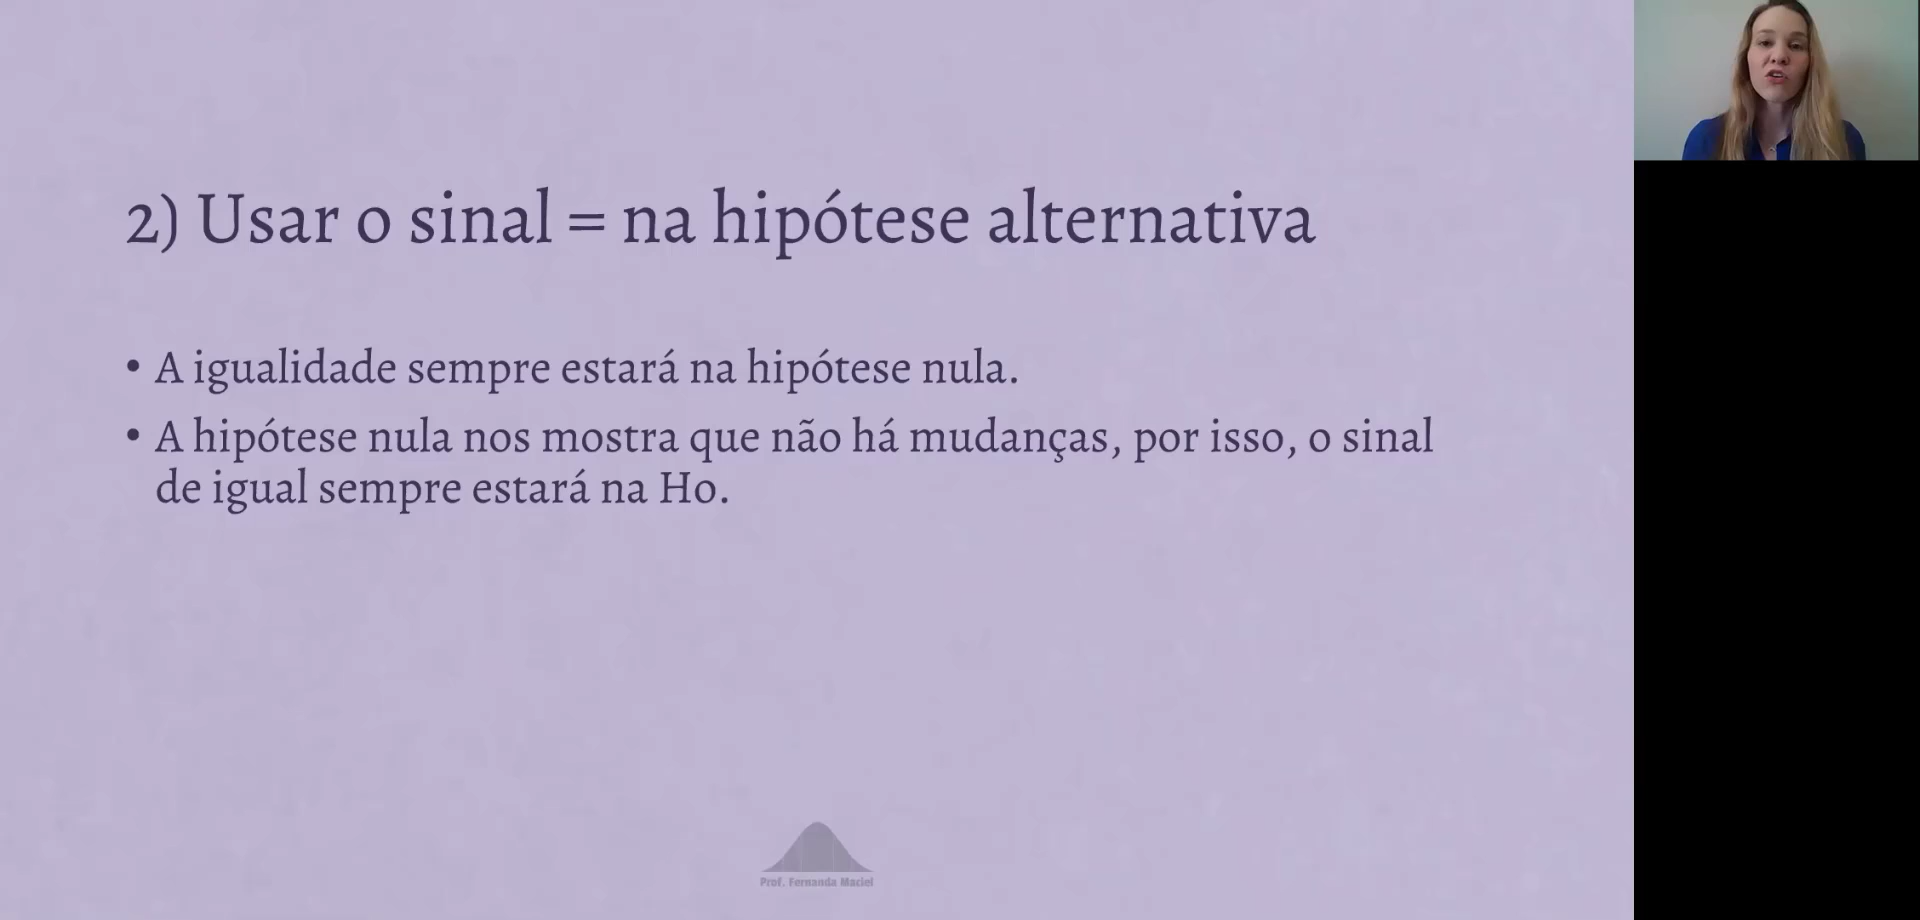 2) Usar o sinal = na hipótese alternativa
• A igualidade sempre estará na hipótese nula.
• A hipótese nula nos mostra que não há mudanças, por isso, o sinal
de igual sempre estará na Ho.
Prof. Fernanda Maciel